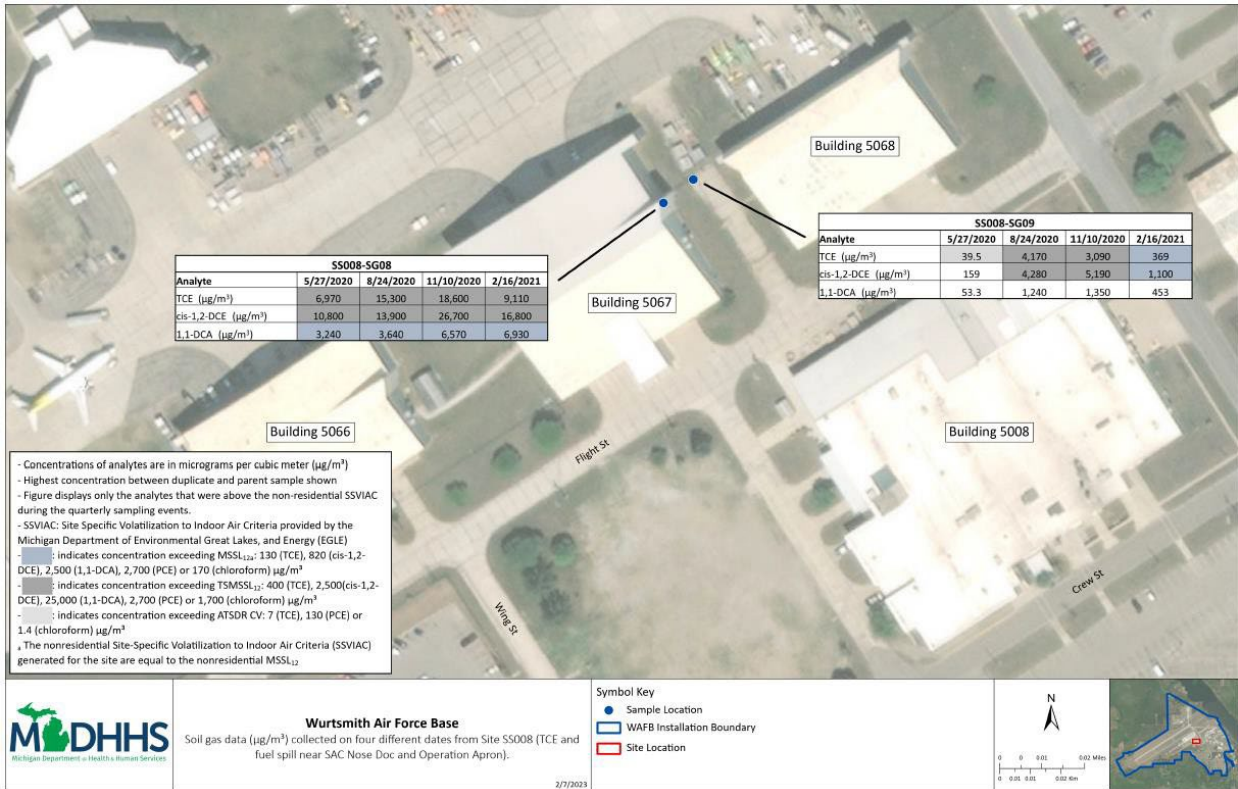 Building 5068
SS008-SG09
Analyte 5/27/2020 8/24/2020 11/10/2020 2/16/2021
TCE (µg/m³) 39.5 4,170 3,090 369
cis-1,2-DCE (µg/m³) 159 4,280 5,190 1,100
1,1-DCA (µg/m³) 53.3 1,240 1,350 453
SS008-SG08
Analyte 5/27/2020 8/24/2020 11/10/2020 2/16/2021
TCE (µg/m³) 6,970 15,300 18,600 9,110
cis-1,2-DCE (µg/m³) 10,800 13,900 26,700 16,800
1,1-DCA (µg/m³) 3,240 3,640 6,570 6,930
Building 5067
Building 5066
Building 5008
Flight St
Wing St
Crew St
- Concentrations of analytes are in micrograms per cubic meter (µg/m³)
- Highest concentration between duplicate and parent sample shown
- Figure displays only the analytes that were above the non-residential SSVIAC
during the quarterly sampling events.
- SSVIAC: Site Specific Volatilization to Indoor Air Criteria provided by the
Michigan Department of Environmental Great Lakes, and Energy (EGLE)
- : indicates concentration exceeding MSSL₁₂ₐ: 130 (TCE), 820 (cis-1,2-
DCE), 2,500 (1,1-DCA), 2,700 (PCE) or 170 (chloroform) µg/m³
- : indicates concentration exceeding TSMSSL₁₂: 400 (TCE), 2,500(cis-1,2-
DCE), 25,000 (1,1-DCA), 2,700 (PCE) or 1,700 (chloroform) µg/m³
- : indicates concentration exceeding ATSDR CV: 7 (TCE), 130 (PCE) or
1.4 (chloroform) µg/m³
ₐ The nonresidential Site-Specific Volatilization to Indoor Air Criteria (SSVIAC)
generated for the site are equal to the nonresidential MSSL₁₂
MDHHS
Michigan Department of Health & Human Services
Wurtsmith Air Force Base
Soil gas data (µg/m³) collected on four different dates from Site SS008 (TCE and
fuel spill near SAC Nose Doc and Operation Apron).
2/7/2023
Symbol Key
Sample Location
WAFB Installation Boundary
Site Location
N
0 0 0.01 0.02 Miles
0 0.01 0.01 0.02 Km